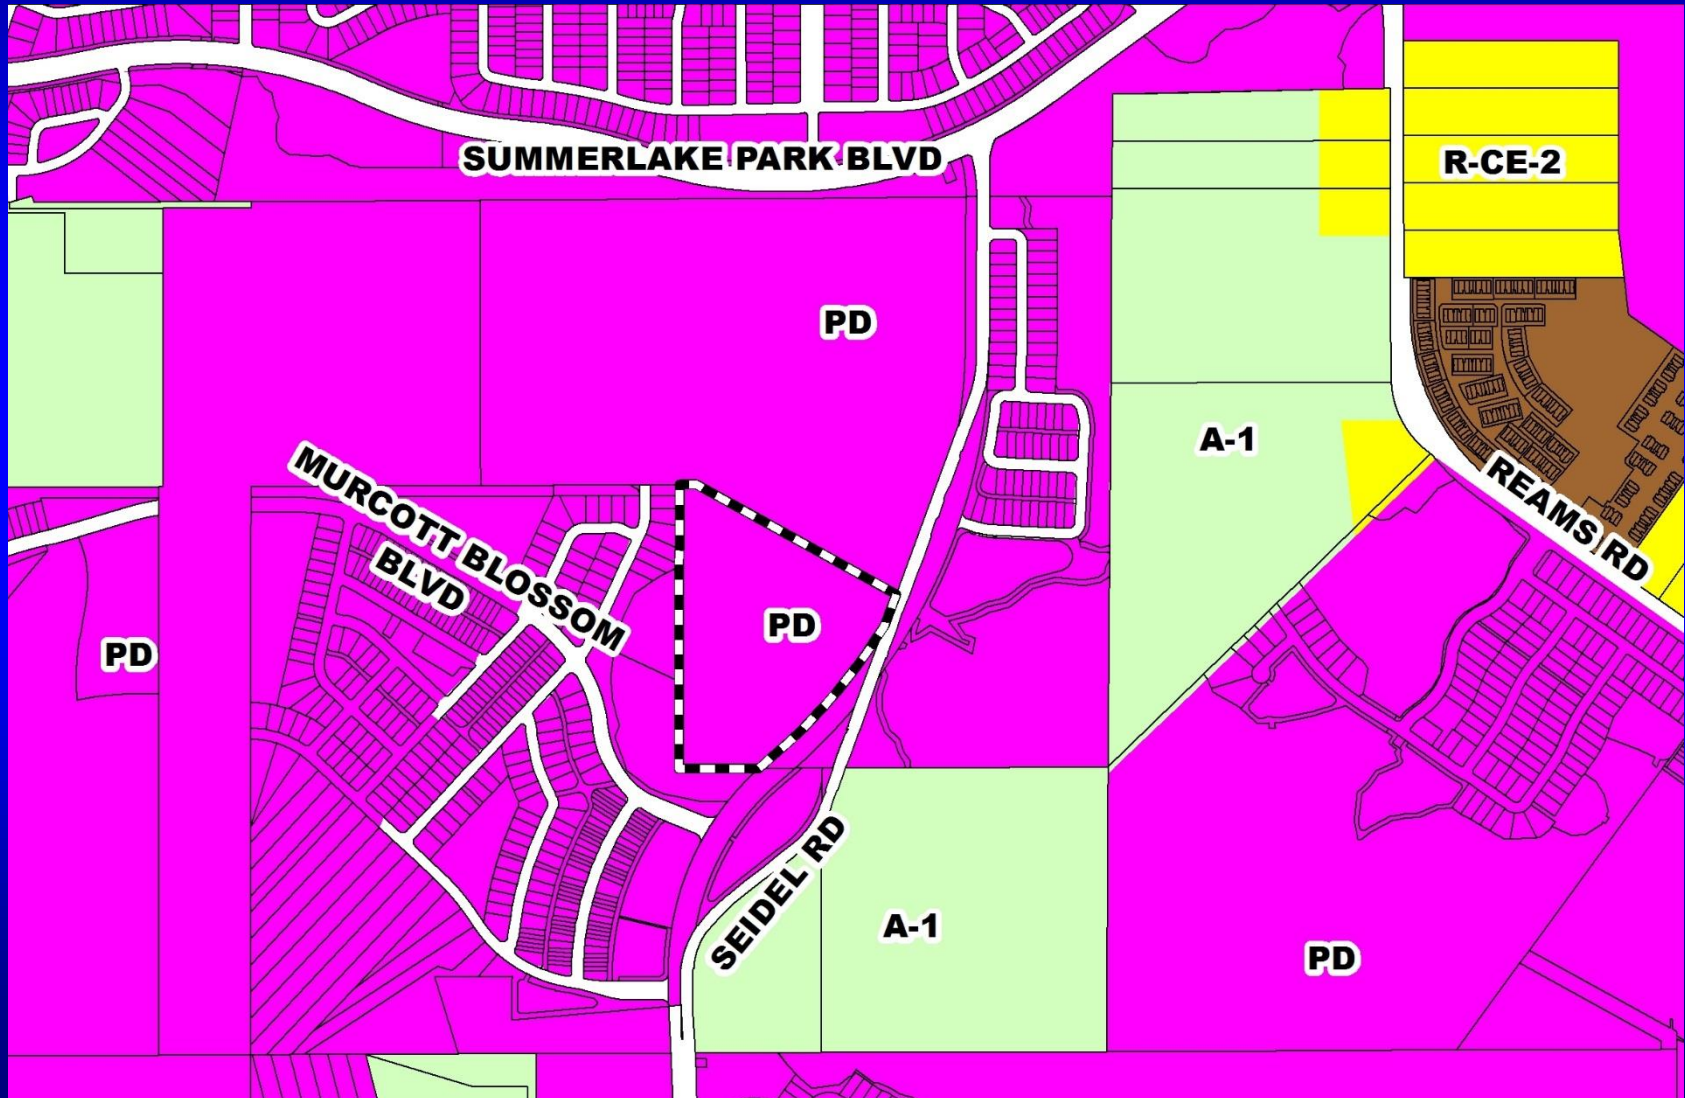 SUMMERLAKE PARK BLVD
R-CE-2
PD
A-1
MURCOTT BLOSSOM
BLVD
REAMS RD
PD
PD
SEIDEL RD
A-1
PD